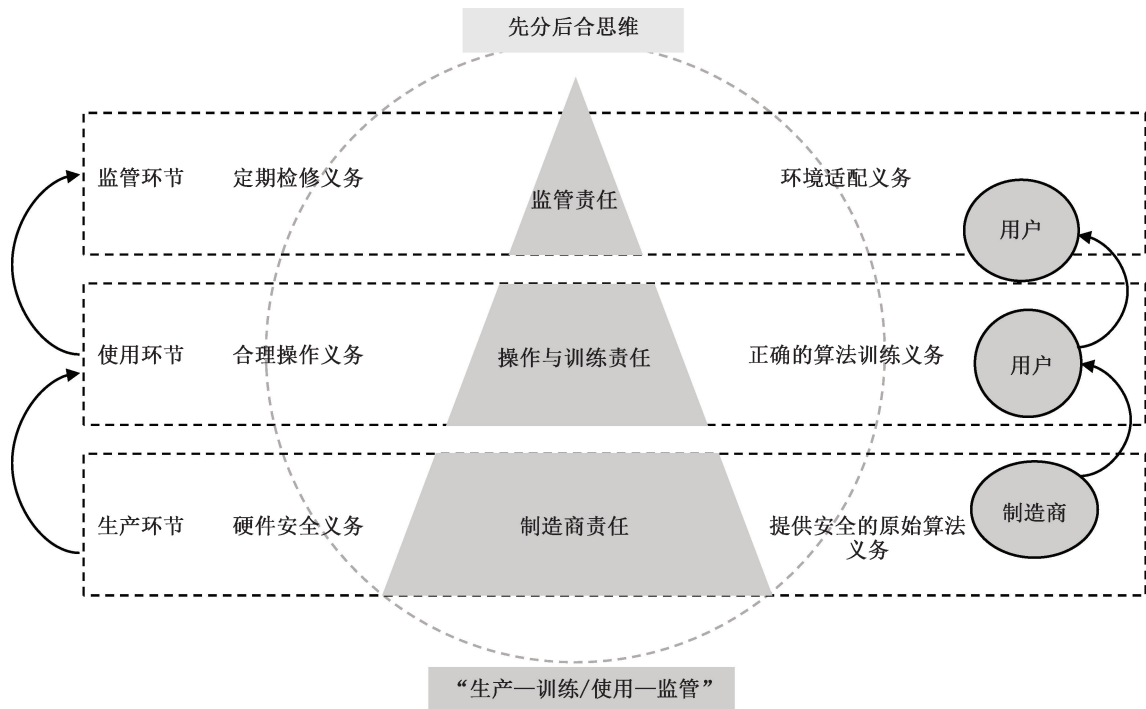 先分后合思维
监管环节
定期检修义务
监管责任
环境适配义务
用户
使用环节
合理操作义务
操作与训练责任
正确的算法训练义务
用户
生产环节
硬件安全义务
制造商责任
提供安全的原始算法
义务
制造商
“生产—训练/使用—监管”